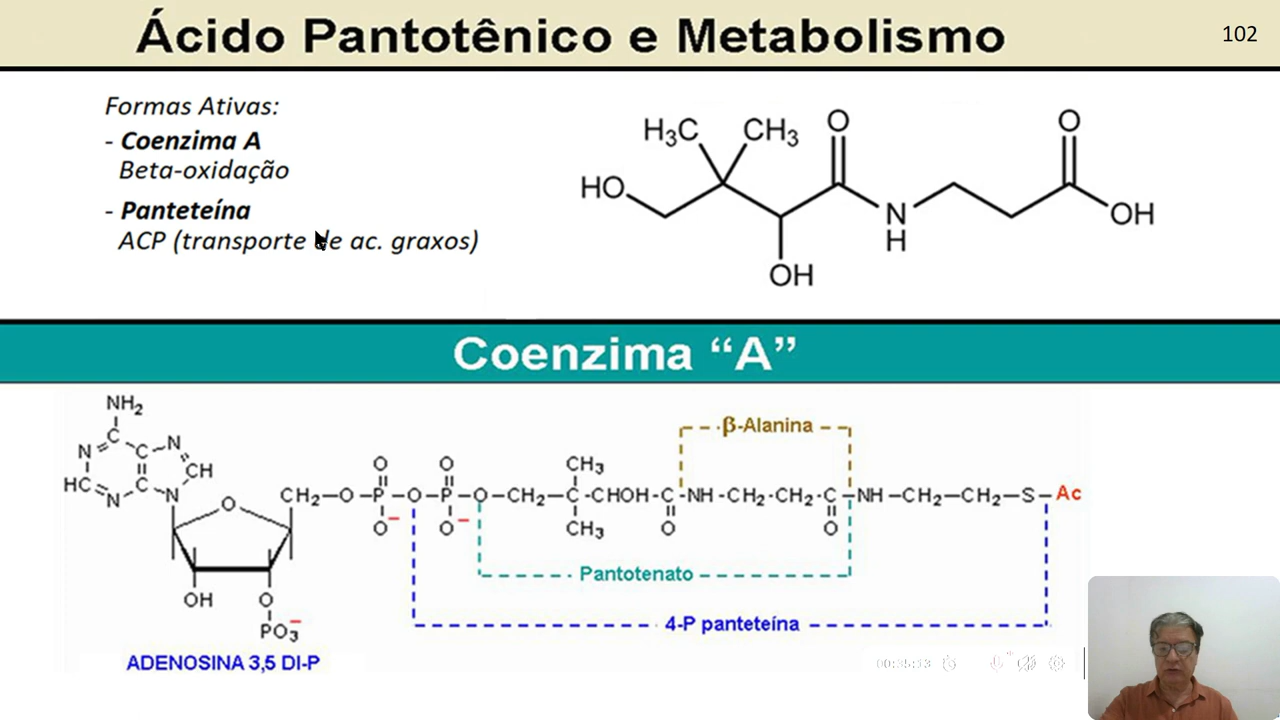 Ácido Pantotênico e Metabolismo
102
Formas Ativas:
- Coenzima A
Beta-oxidação
- Panteteína
ACP (transporte de ac. graxos)
H₃C CH₃ O O
HO N OH
H
OH
Coenzima “A”
NH₂
β-Alanina
C N O O CH₃
N C CH
HC N C N O CH₂–O–P–O–P–O–CH₂–C–CHOH–C–NH–CH₂–CH₂–C–NH–CH₂–CH₂–S–Ac
O⁻ O⁻ CH₃ O O
Pantotenato
OH O
PO₃⁻ 4-P panteteína
ADENOSINA 3,5 DI-P